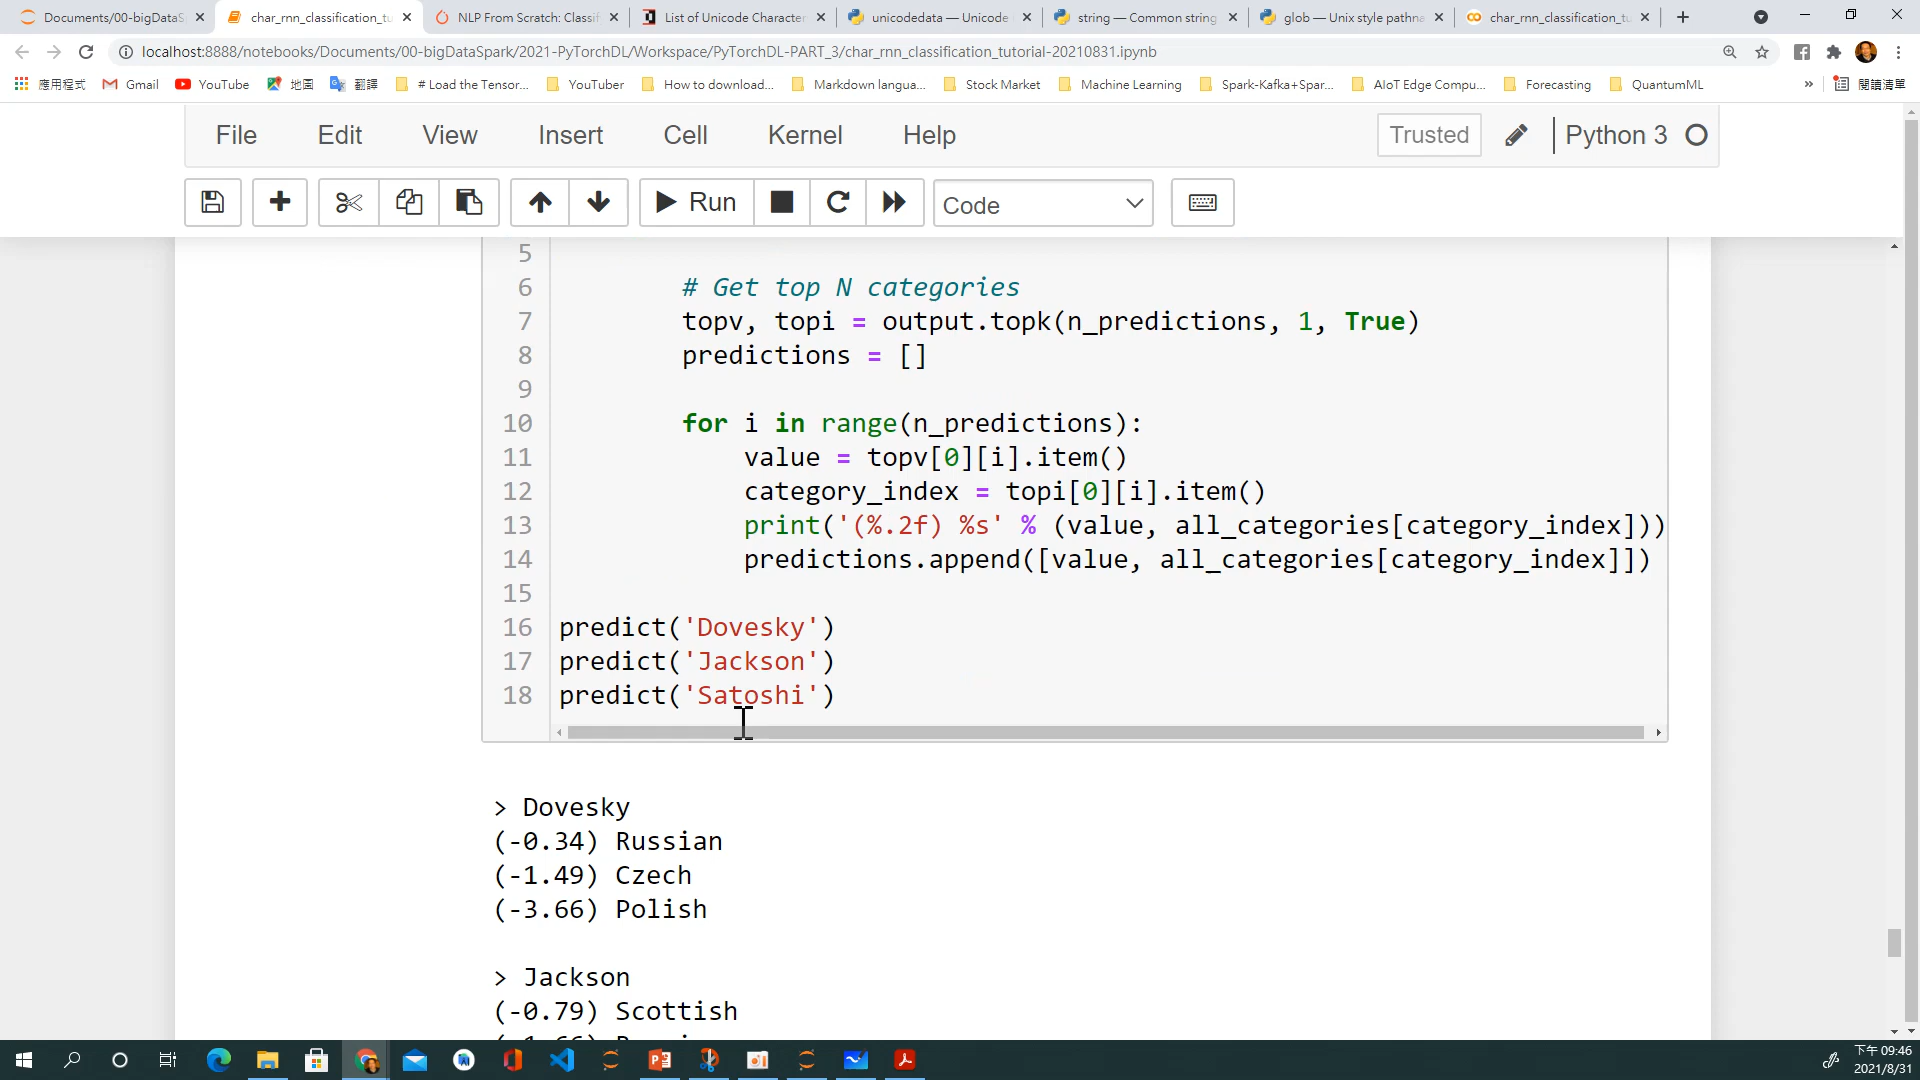 Documents/00-bigDataS
char_rnn_classification_tu
NLP From Scratch: Classif
List of Unicode Character
unicodedata — Unicode
string — Common string
glob — Unix style pathna
char_rnn_classification_tu
localhost:8888/notebooks/Documents/00-bigDataSpark/2021-PyTorchDL/Workspace/PyTorchDL-PART_3/char_rnn_classification_tutorial-20210831.ipynb
應用程式
Gmail
YouTube
地圖
翻譯
# Load the Tensor...
YouTuber
How to download...
Markdown langua...
Stock Market
Machine Learning
Spark-Kafka+Spar...
AIoT Edge Compu...
Forecasting
QuantumML
»
閱讀清單
File Edit View Insert Cell Kernel Help
Trusted
Python 3
Run
Code
5
6 # Get top N categories
7 topv, topi = output.topk(n_predictions, 1, True)
8 predictions = []
9
10 for i in range(n_predictions):
11 value = topv[0][i].item()
12 category_index = topi[0][i].item()
13 print('(%.2f) %s' % (value, all_categories[category_index]))
14 predictions.append([value, all_categories[category_index]])
15
16 predict('Dovesky')
17 predict('Jackson')
18 predict('Satoshi')
> Dovesky
(-0.34) Russian
(-1.49) Czech
(-3.66) Polish
> Jackson
(-0.79) Scottish
下午 09:46
2021/8/31